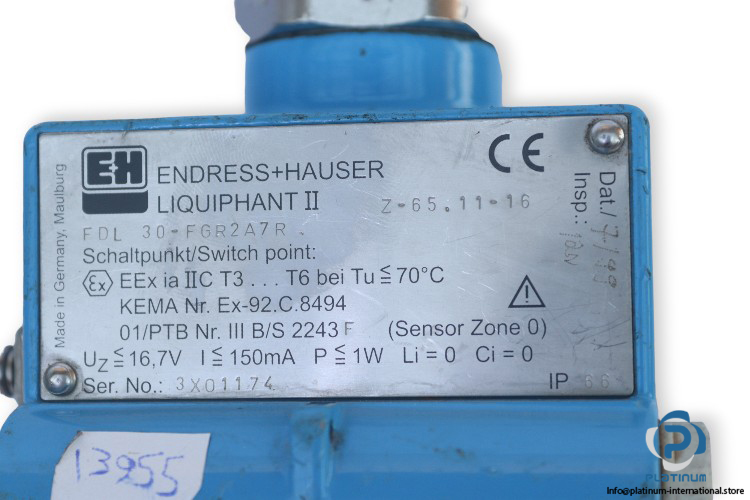 E+H
ENDRESS+HAUSER
LIQUIPHANT II
Z-65.11-16
FDL 30-FGR2A7R
Schaltpunkt/Switch point:
Ex EEx ia IIC T3 . . . T6 bei Tu ≦ 70°C
KEMA Nr. Ex-92.C.8494
01/PTB Nr. III B/S 2243 F (Sensor Zone 0)
UZ ≦ 16,7V I ≦ 150mA P ≦ 1W Li = 0 Ci = 0
Ser. No.: 3X01174
IP 66
CE
Dat./
Insp.:
Made in Germany, Maulburg
13955
PLATINUM
Info@platinum-international.store